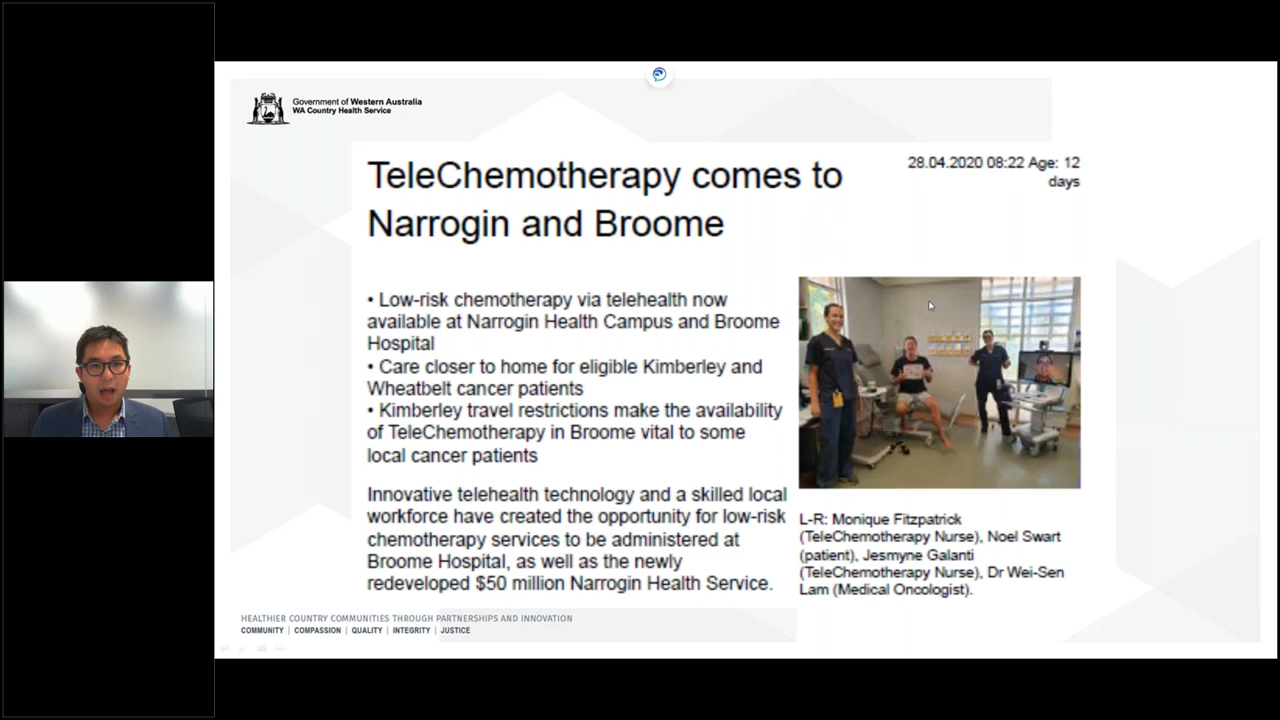 Government of Western Australia
WA Country Health Service
TeleChemotherapy comes to
Narrogin and Broome
28.04.2020 08:22 Age: 12
days
• Low-risk chemotherapy via telehealth now
available at Narrogin Health Campus and Broome
Hospital
• Care closer to home for eligible Kimberley and
Wheatbelt cancer patients
• Kimberley travel restrictions make the availability
of TeleChemotherapy in Broome vital to some
local cancer patients
Innovative telehealth technology and a skilled local
workforce have created the opportunity for low-risk
chemotherapy services to be administered at
Broome Hospital, as well as the newly
redeveloped $50 million Narrogin Health Service.
L-R: Monique Fitzpatrick
(TeleChemotherapy Nurse), Noel Swart
(patient), Jesmyne Galanti
(TeleChemotherapy Nurse), Dr Wei-Sen
Lam (Medical Oncologist).
HEALTHIER COUNTRY COMMUNITIES THROUGH PARTNERSHIPS AND INNOVATION
COMMUNITY | COMPASSION | QUALITY | INTEGRITY | JUSTICE